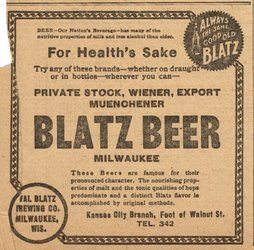 BEER—Our Nation's Beverage—has many of the
nutritive properties of milk and less alcohol than cider.
ALWAYS
THE SAME
GOOD OLD
BLATZ
For Health's Sake
Try any of these brands—whether on draught
or in bottles—wherever you can—
PRIVATE STOCK, WIENER, EXPORT
MUENCHENER
BLATZ BEER
MILWAUKEE
These Beers are famous for their
pronounced character. The nourishing prop-
erties of malt and the tonic qualities of hops
predominate and a distinct Blatz flavor is
accomplished by original methods.
VAL BLATZ
BREWING CO.
MILWAUKEE,
WIS.
Kansas City Branch, Foot of Walnut St.
TEL. 342